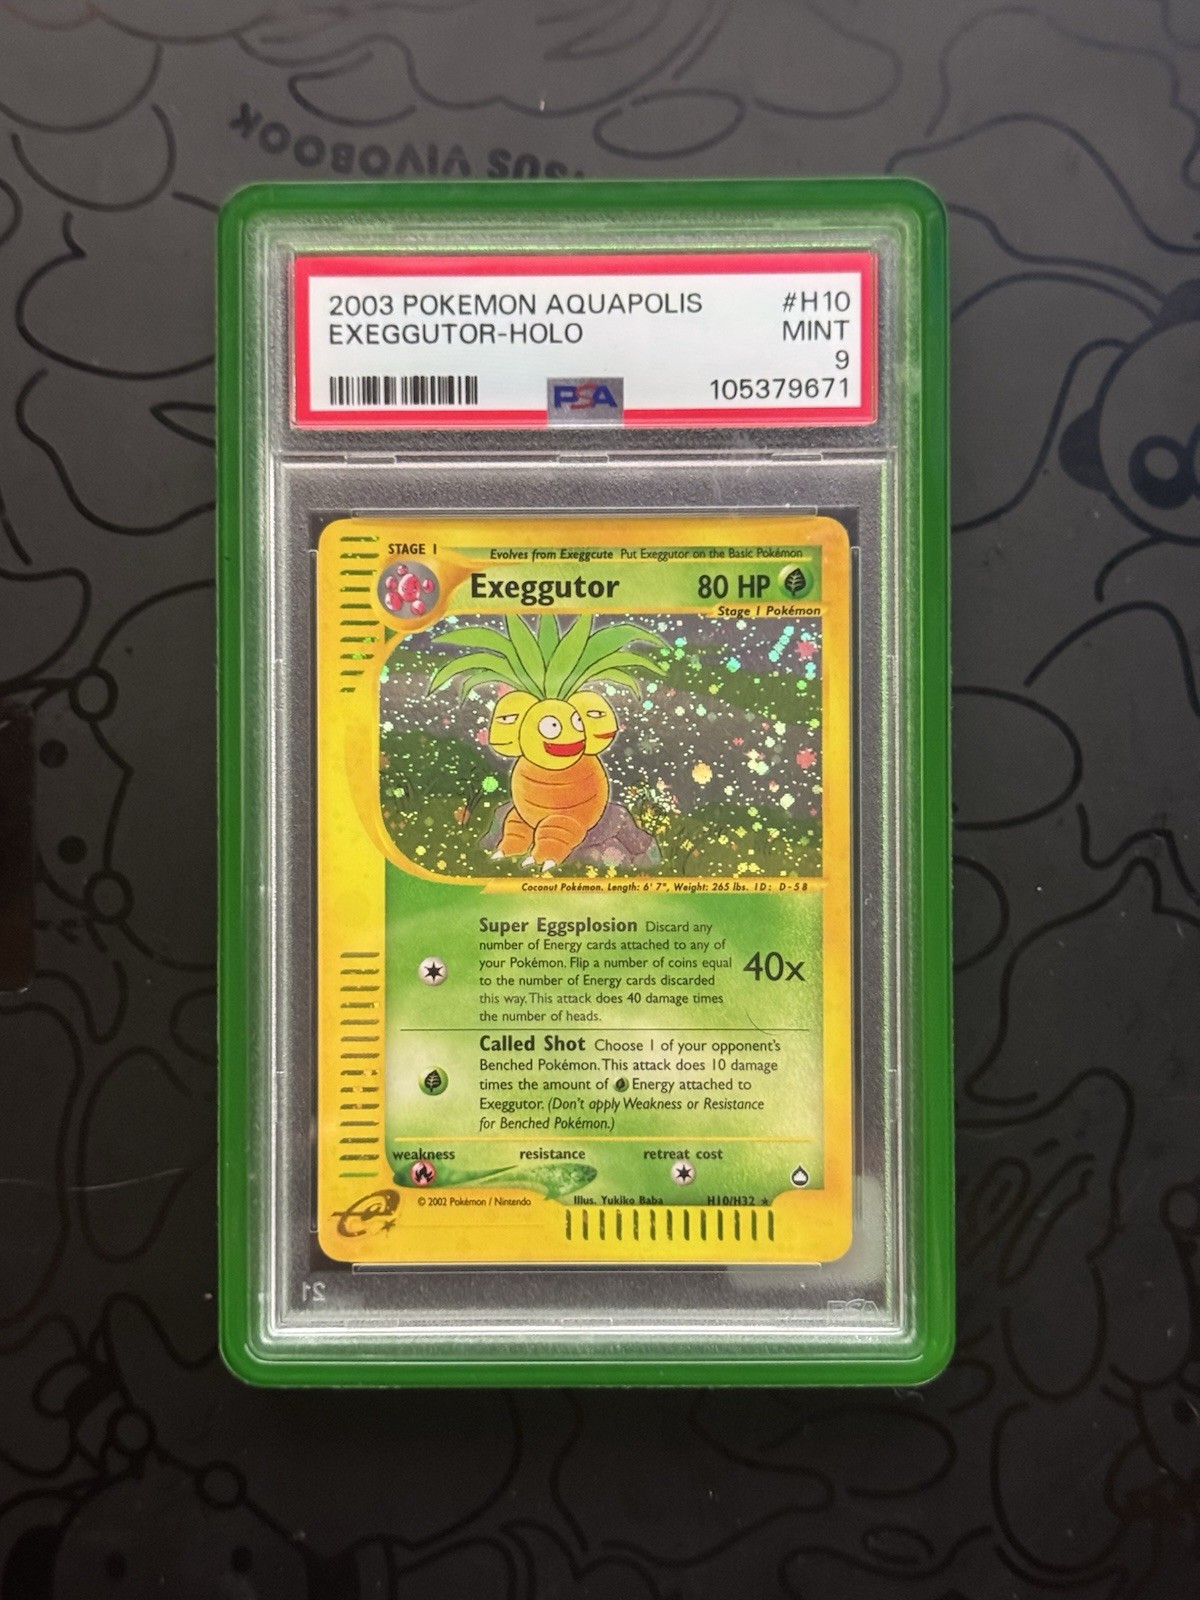 ASUS VIVOBOOK
2003 POKEMON AQUAPOLIS #H10
EXEGGUTOR-HOLO MINT
9
PSA 105379671
STAGE 1 Evolves from Exeggcute Put Exeggutor on the Basic Pokémon
Exeggutor 80 HP
Stage 1 Pokémon
Coconut Pokémon. Length: 6' 7", Weight: 265 lbs. ID: D-58
Super Eggsplosion Discard any
number of Energy cards attached to any of
your Pokémon. Flip a number of coins equal 40x
to the number of Energy cards discarded
this way. This attack does 40 damage times
the number of heads.
Called Shot Choose 1 of your opponent's
Benched Pokémon. This attack does 10 damage
times the amount of Energy attached to
Exeggutor. (Don't apply Weakness or Resistance
for Benched Pokémon.)
weakness resistance retreat cost
© 2002 Pokémon / Nintendo Illus. Yukiko Baba H10/H32
e
21 PSA